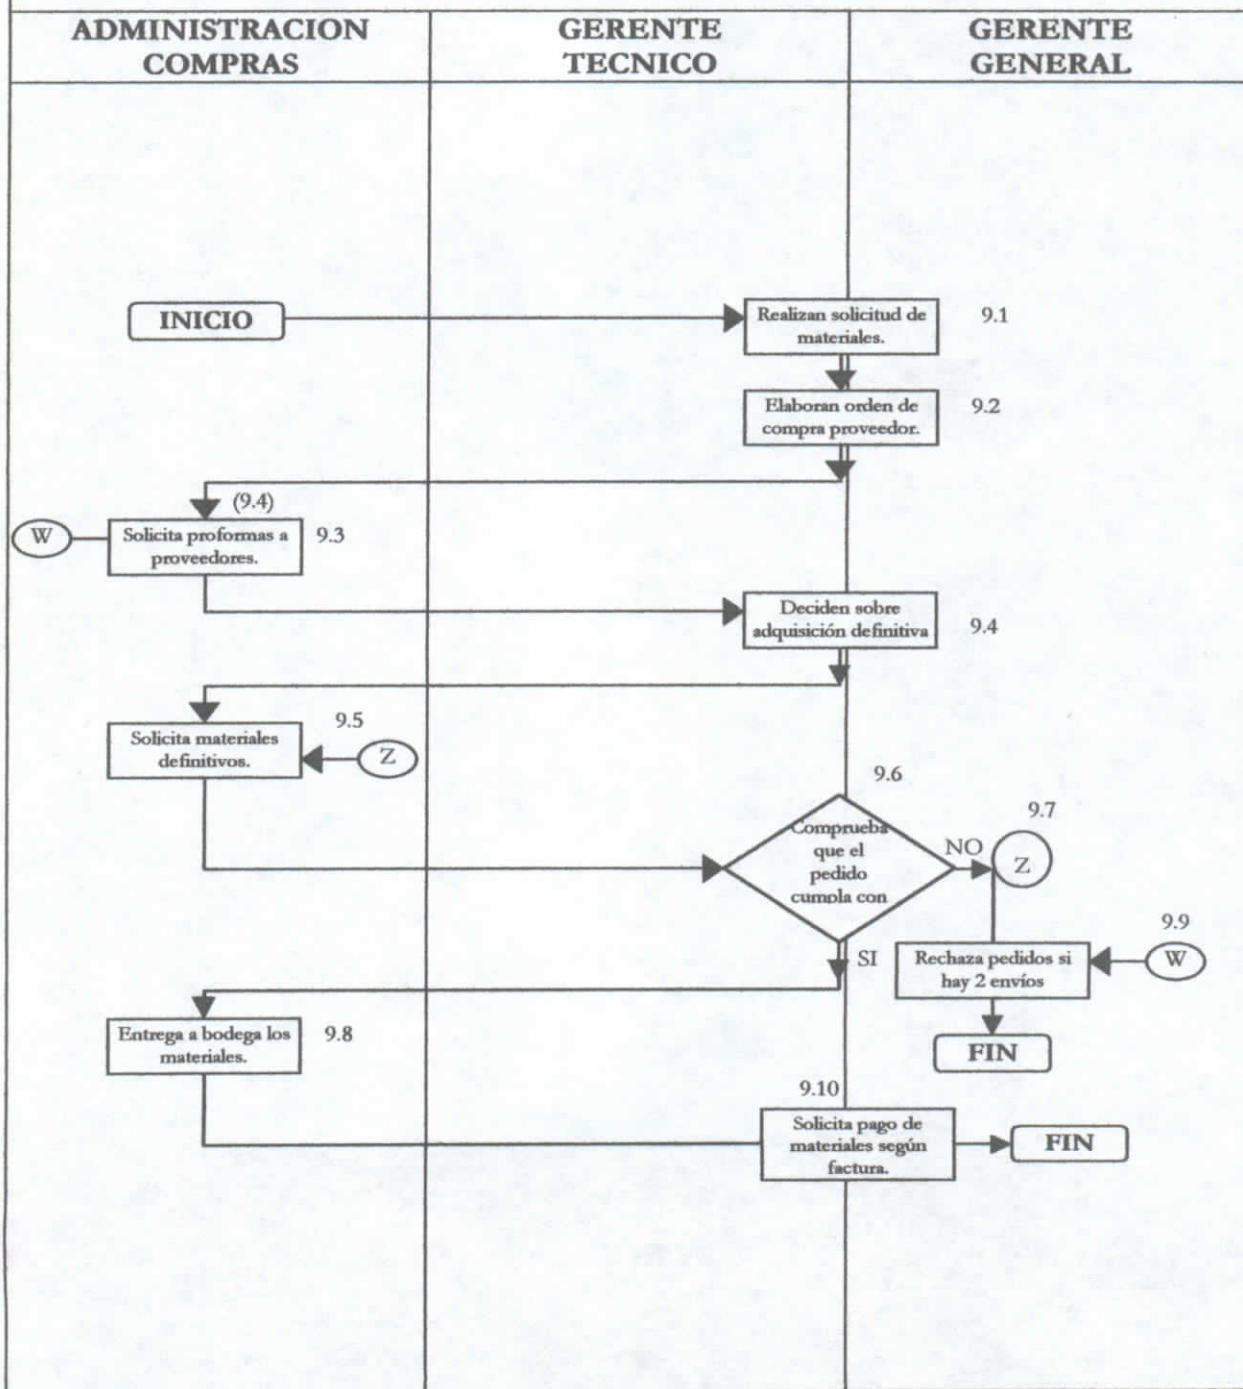 ADMINISTRACION
COMPRAS
GERENTE
TECNICO
GERENTE
GENERAL
INICIO
Realizan solicitud de
materiales.
9.1
Elaboran orden de
compra proveedor.
9.2
(9.4)
W
Solicita proformas a
proveedores.
9.3
Deciden sobre
adquisición definitiva
9.4
Solicita materiales
definitivos.
9.5
Z
9.6
Comprueba
que el
pedido
cumpla con
NO
9.7
Z
SI
9.9
Rechaza pedidos si
hay 2 envíos
W
FIN
Entrega a bodega los
materiales.
9.8
9.10
Solicita pago de
materiales según
factura.
FIN